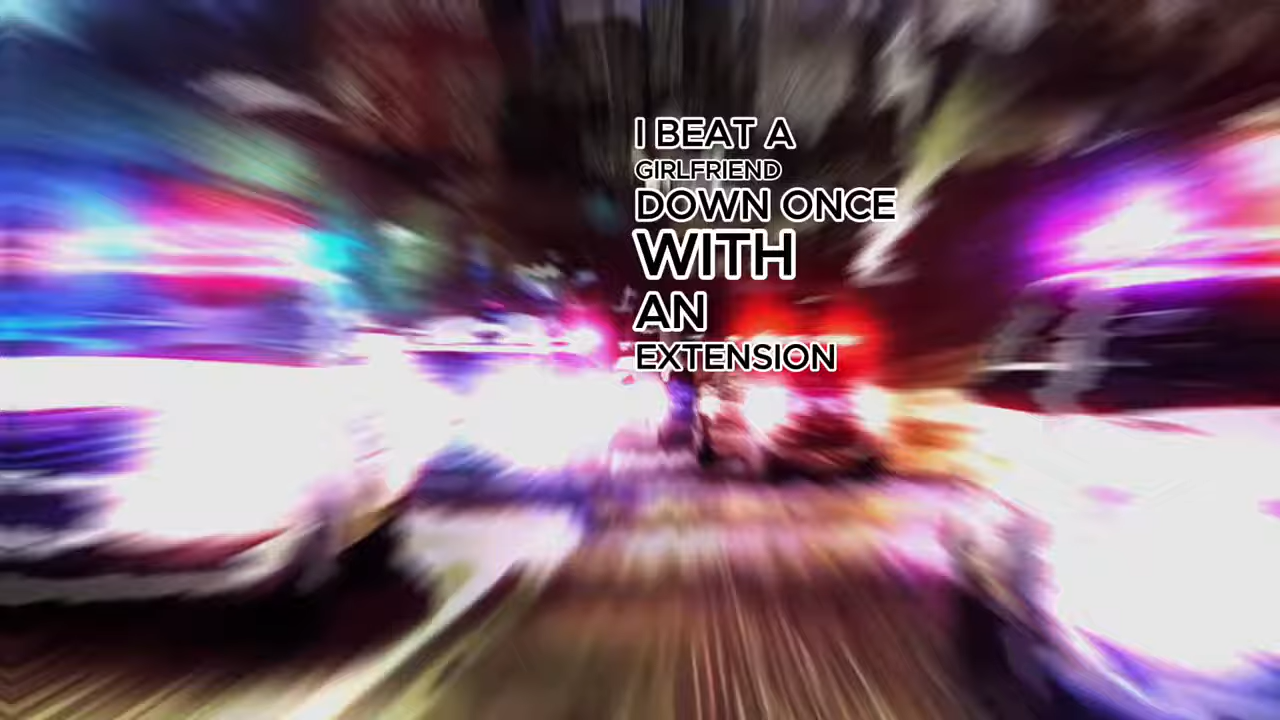 I BEAT A
GIRLFRIEND
DOWN ONCE
WITH
AN
EXTENSION